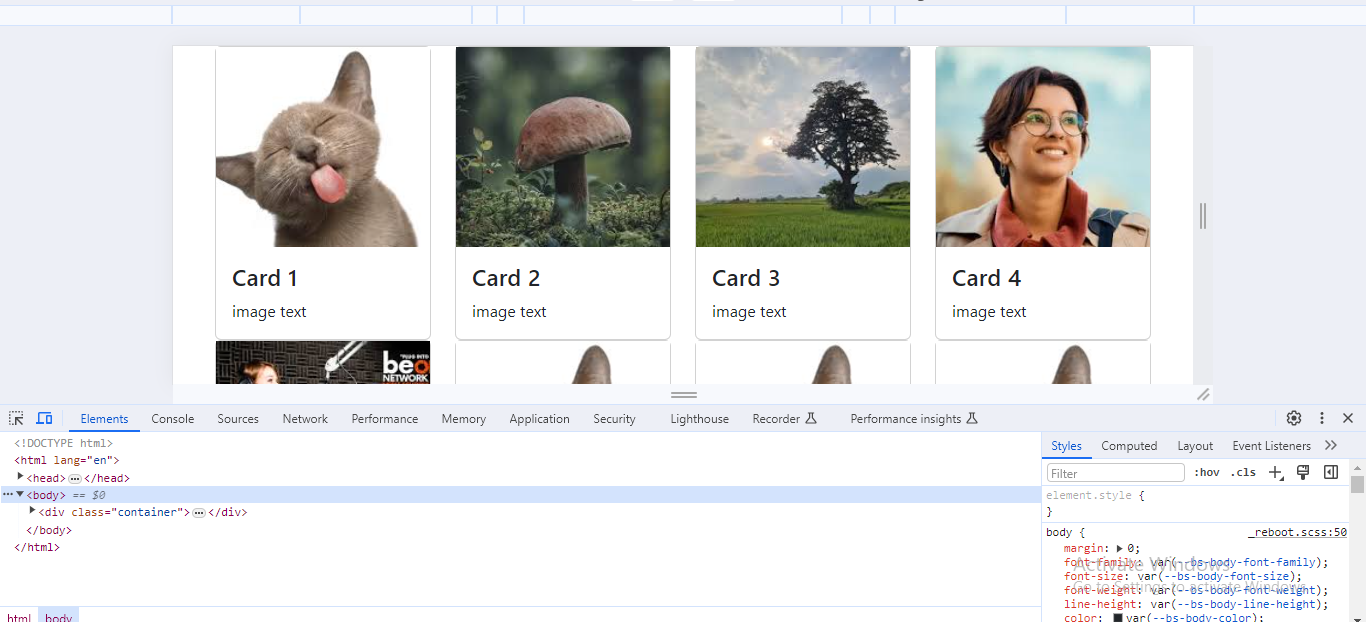 "PLUG INTO
beo
NETWORK
Card 1
Card 2
Card 3
Card 4
image text
image text
image text
image text
Elements Console Sources Network Performance Memory Application Security Lighthouse Recorder Performance insights
<!DOCTYPE html>
<html lang="en">
<head> … </head>
<body> == $0
<div class="container"> … </div>
</body>
</html>
html body
Styles Computed Layout Event Listeners
Filter :hov .cls
element.style {
}
body { _reboot.scss:50
margin: 0;
font-family: var(--bs-body-font-family);
font-size: var(--bs-body-font-size);
font-weight: var(--bs-body-font-weight);
line-height: var(--bs-body-line-height);
color: var(--bs-body-color);
Activate Windows
Go to Settings to activate Windows.